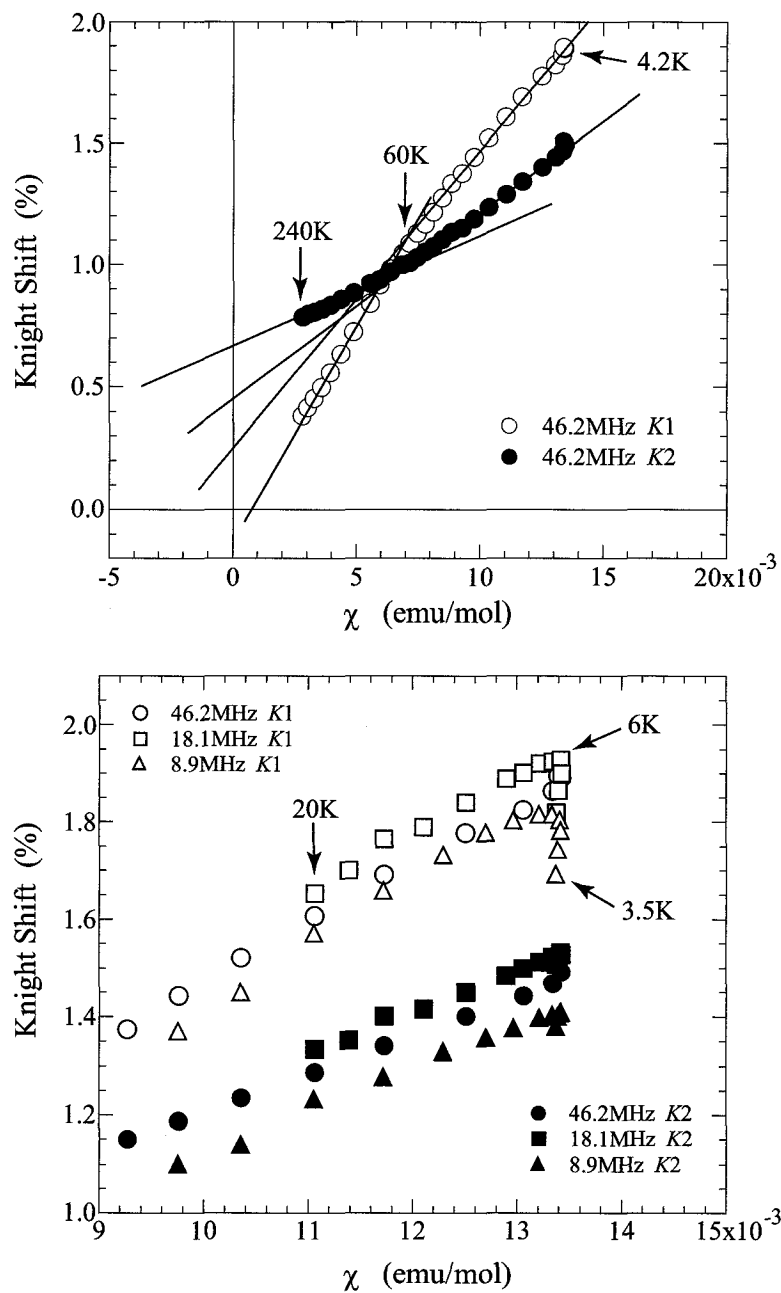 2.0
4.2K
1.5
60K
240K
1.0
Knight Shift (%)
0.5
46.2MHz K1
46.2MHz K2
0.0
-5 0 5 10 15 20x10-3
χ (emu/mol)
2.0
46.2MHz K1
18.1MHz K1
8.9MHz K1
6K
20K
1.8
Knight Shift (%)
3.5K
1.6
1.4
46.2MHz K2
18.1MHz K2
8.9MHz K2
1.2
1.0
9 10 11 12 13 14 15x10-3
χ (emu/mol)